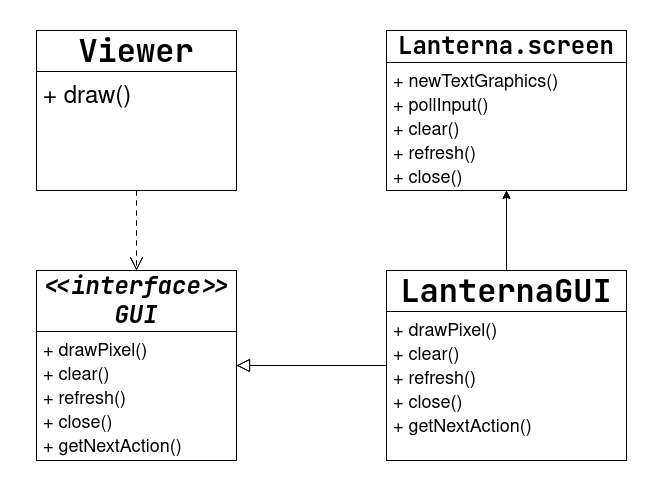 Viewer
+ draw()
Lanterna.screen
+ newTextGraphics()
+ pollInput()
+ clear()
+ refresh()
+ close()
<<interface>>
GUI
+ drawPixel()
+ clear()
+ refresh()
+ close()
+ getNextAction()
LanternaGUI
+ drawPixel()
+ clear()
+ refresh()
+ close()
+ getNextAction()